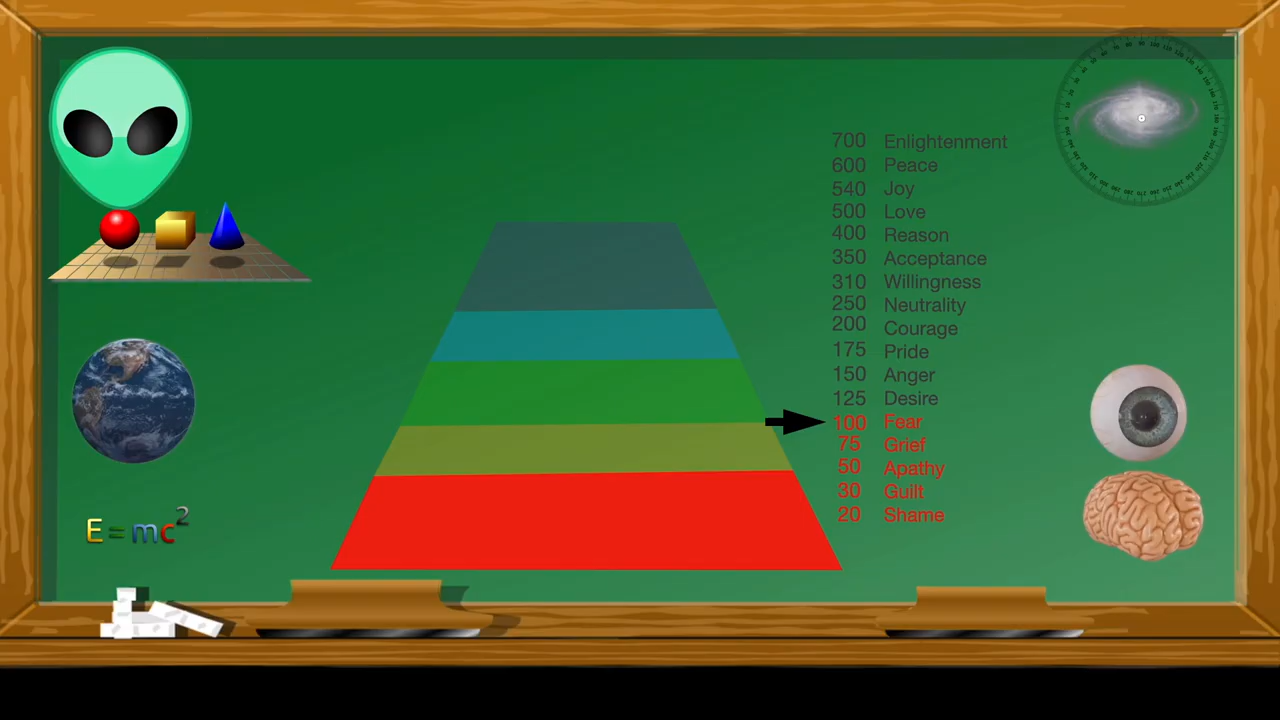 700 Enlightenment
600 Peace
540 Joy
500 Love
400 Reason
350 Acceptance
310 Willingness
250 Neutrality
200 Courage
175 Pride
150 Anger
125 Desire
100 Fear
75 Grief
50 Apathy
30 Guilt
20 Shame
E=mc²